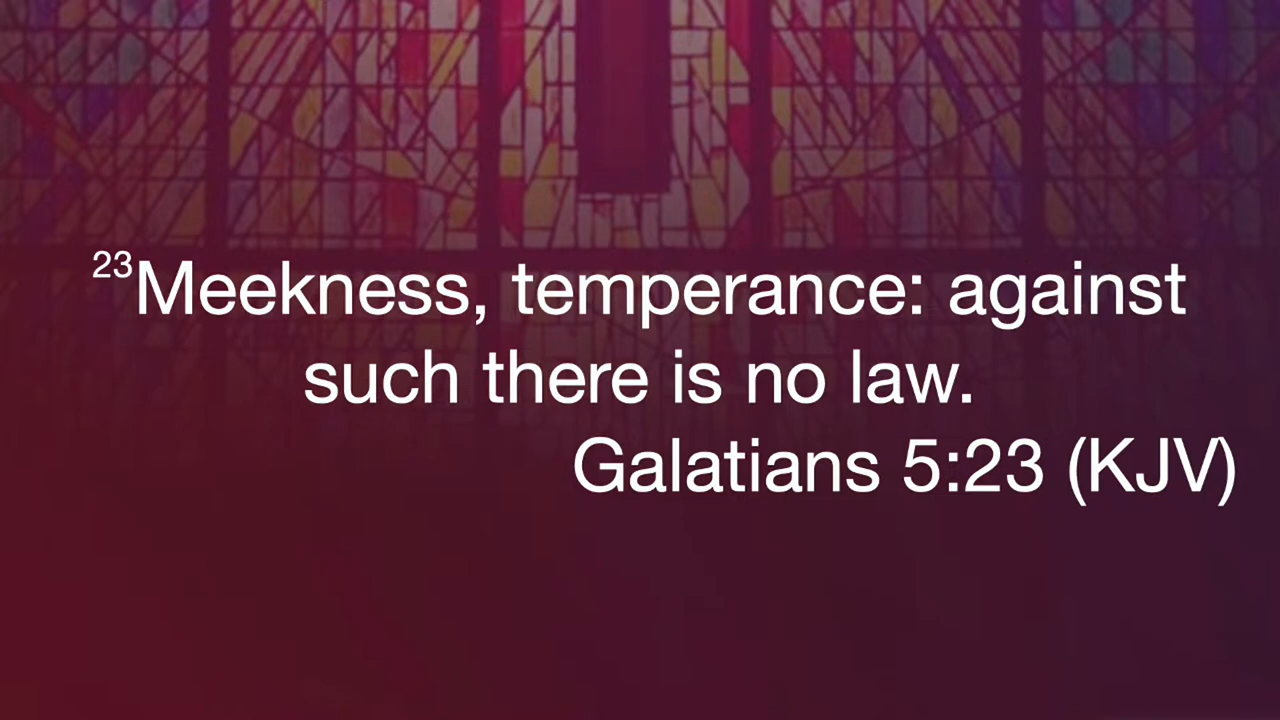 23Meekness, temperance: against
such there is no law.
Galatians 5:23 (KJV)